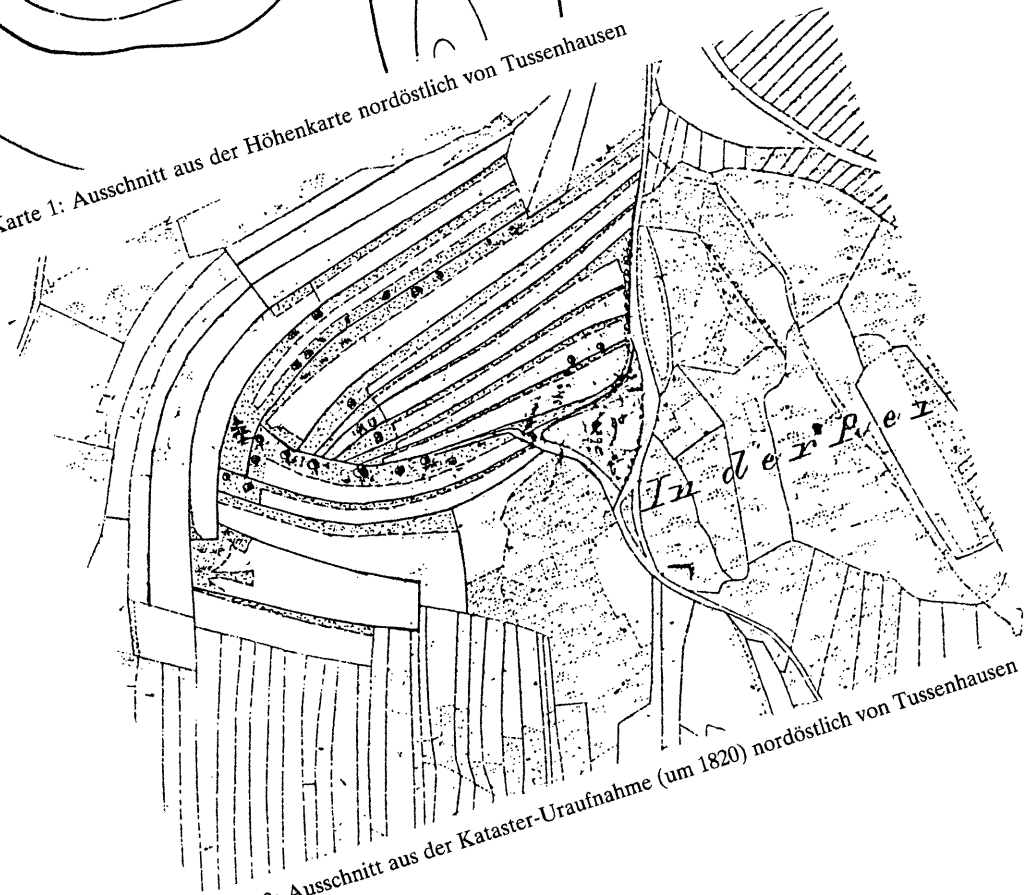 Karte 1: Ausschnitt aus der Höhenkarte nordöstlich von Tussenhausen
In der
Ausschnitt aus der Kataster-Uraufnahme (um 1820) nordöstlich von Tussenhausen